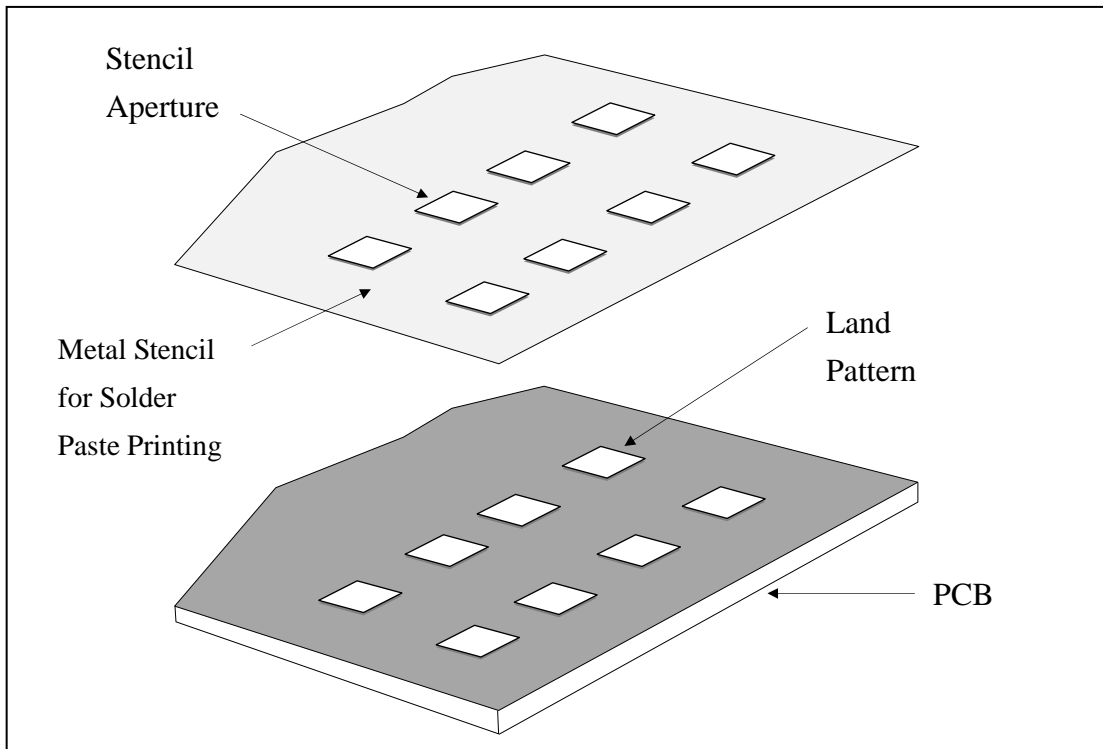 Stencil
Aperture
Metal Stencil
for Solder
Paste Printing
Land
Pattern
PCB